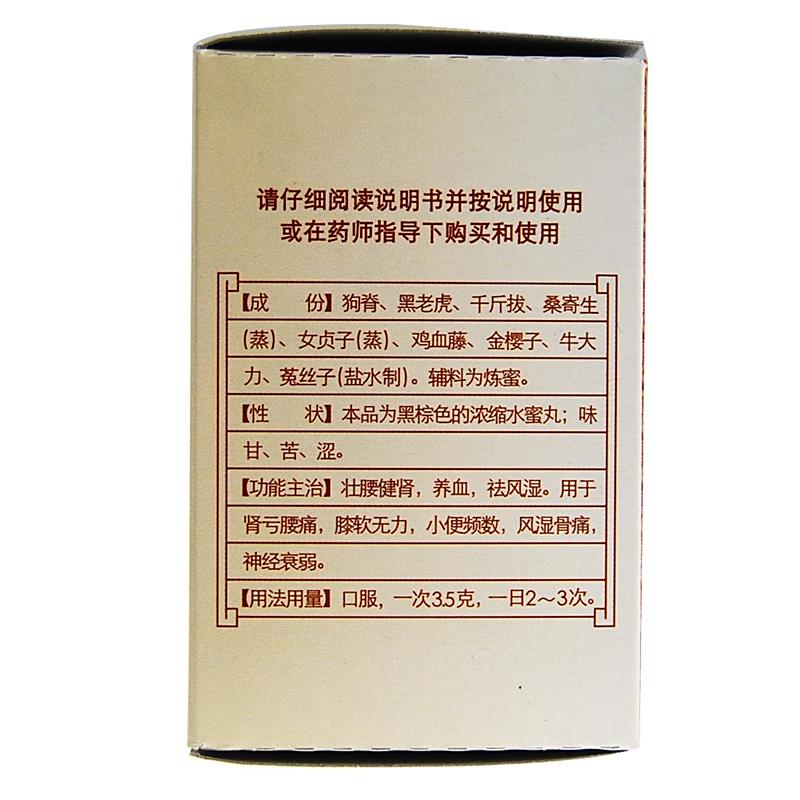 请仔细阅读说明书并按说明使用
或在药师指导下购买和使用
【成　份】狗脊、黑老虎、千斤拔、桑寄生
(蒸)、女贞子(蒸)、鸡血藤、金樱子、牛大
力、菟丝子(盐水制)。辅料为炼蜜。
【性　状】本品为黑棕色的浓缩水蜜丸；味
甘、苦、涩。
【功能主治】壮腰健肾，养血，祛风湿。用于
肾亏腰痛，膝软无力，小便频数，风湿骨痛，
神经衰弱。
【用法用量】口服，一次3.5克，一日2～3次。